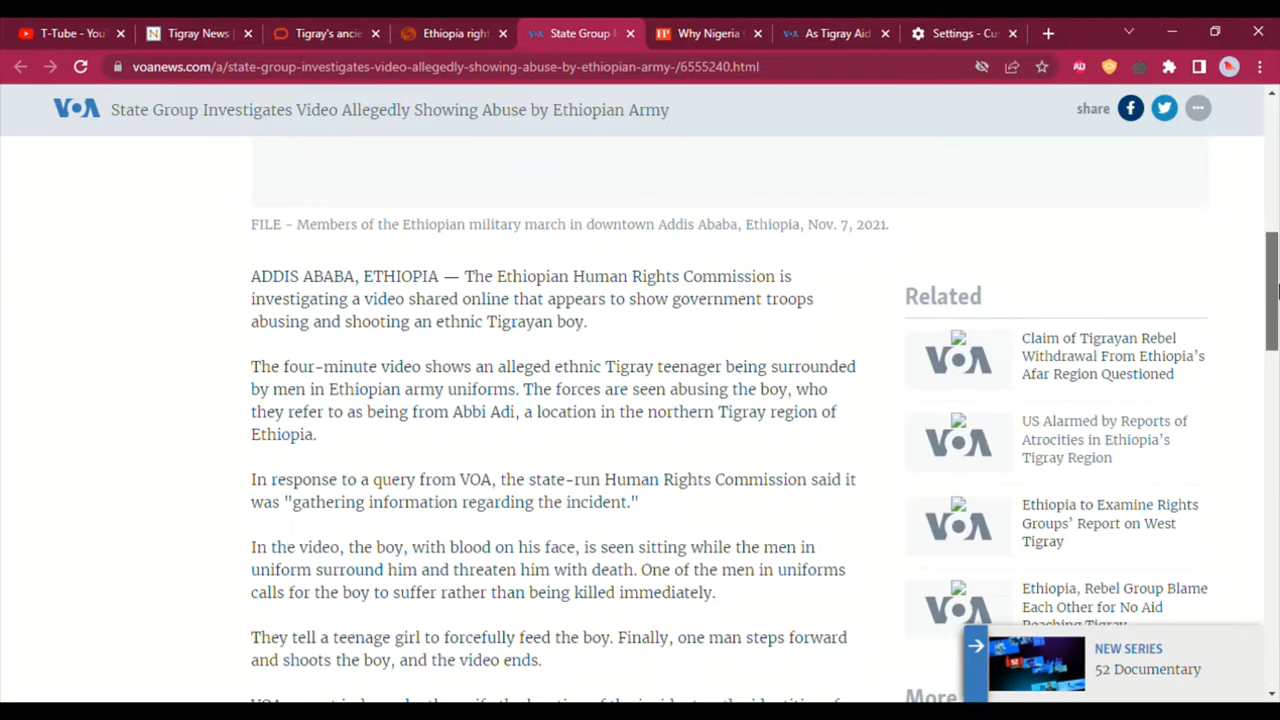 T-Tube - You
Tigray News |
Tigray's ancie
Ethiopia right
State Group I
Why Nigeria
As Tigray Aid
Settings - Cus
voanews.com/a/state-group-investigates-video-allegedly-showing-abuse-by-ethiopian-army-/6555240.html
VOA State Group Investigates Video Allegedly Showing Abuse by Ethiopian Army
share
FILE - Members of the Ethiopian military march in downtown Addis Ababa, Ethiopia, Nov. 7, 2021.
ADDIS ABABA, ETHIOPIA — The Ethiopian Human Rights Commission is
investigating a video shared online that appears to show government troops
abusing and shooting an ethnic Tigrayan boy.
The four-minute video shows an alleged ethnic Tigray teenager being surrounded
by men in Ethiopian army uniforms. The forces are seen abusing the boy, who
they refer to as being from Abbi Adi, a location in the northern Tigray region of
Ethiopia.
In response to a query from VOA, the state-run Human Rights Commission said it
was "gathering information regarding the incident."
In the video, the boy, with blood on his face, is seen sitting while the men in
uniform surround him and threaten him with death. One of the men in uniforms
calls for the boy to suffer rather than being killed immediately.
They tell a teenage girl to forcefully feed the boy. Finally, one man steps forward
and shoots the boy, and the video ends.
Related
VOA
Claim of Tigrayan Rebel
Withdrawal From Ethiopia's
Afar Region Questioned
VOA
US Alarmed by Reports of
Atrocities in Ethiopia's
Tigray Region
VOA
Ethiopia to Examine Rights
Groups' Report on West
Tigray
VOA
Ethiopia, Rebel Group Blame
Each Other for No Aid
Reaching Tigray
NEW SERIES
52 Documentary
More